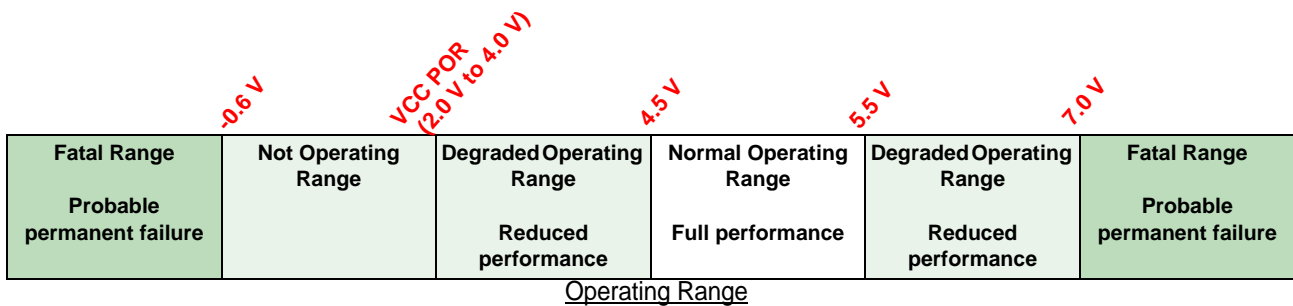 -0.6 V
VCC POR
(2.0 V to 4.0 V)
4.5 V
5.5 V
7.0 V
Fatal Range
Probable
permanent failure
Not Operating
Range
Degraded Operating
Range
Reduced
performance
Normal Operating
Range
Full performance
Degraded Operating
Range
Reduced
performance
Fatal Range
Probable
permanent failure
Operating Range